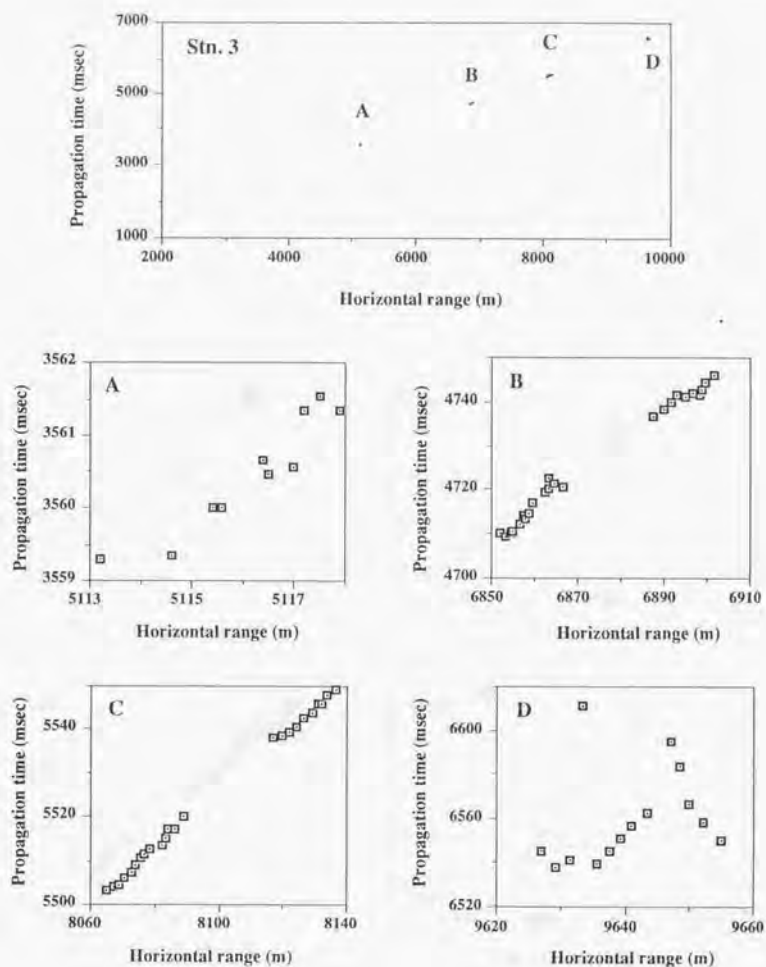 Stn. 3
Propagation time (msec)
7000
5000
3000
1000
A
B
C
D
2000
4000
6000
8000
10000
Horizontal range (m)
A
Propagation time (msec)
3562
3561
3560
3559
5113
5115
5117
Horizontal range (m)
B
Propagation time (msec)
4740
4720
4700
6850
6870
6890
6910
Horizontal range (m)
C
Propagation time (msec)
5540
5520
5500
8060
8100
8140
Horizontal range (m)
D
Propagation time (msec)
6600
6560
6520
9620
9640
9660
Horizontal range (m)